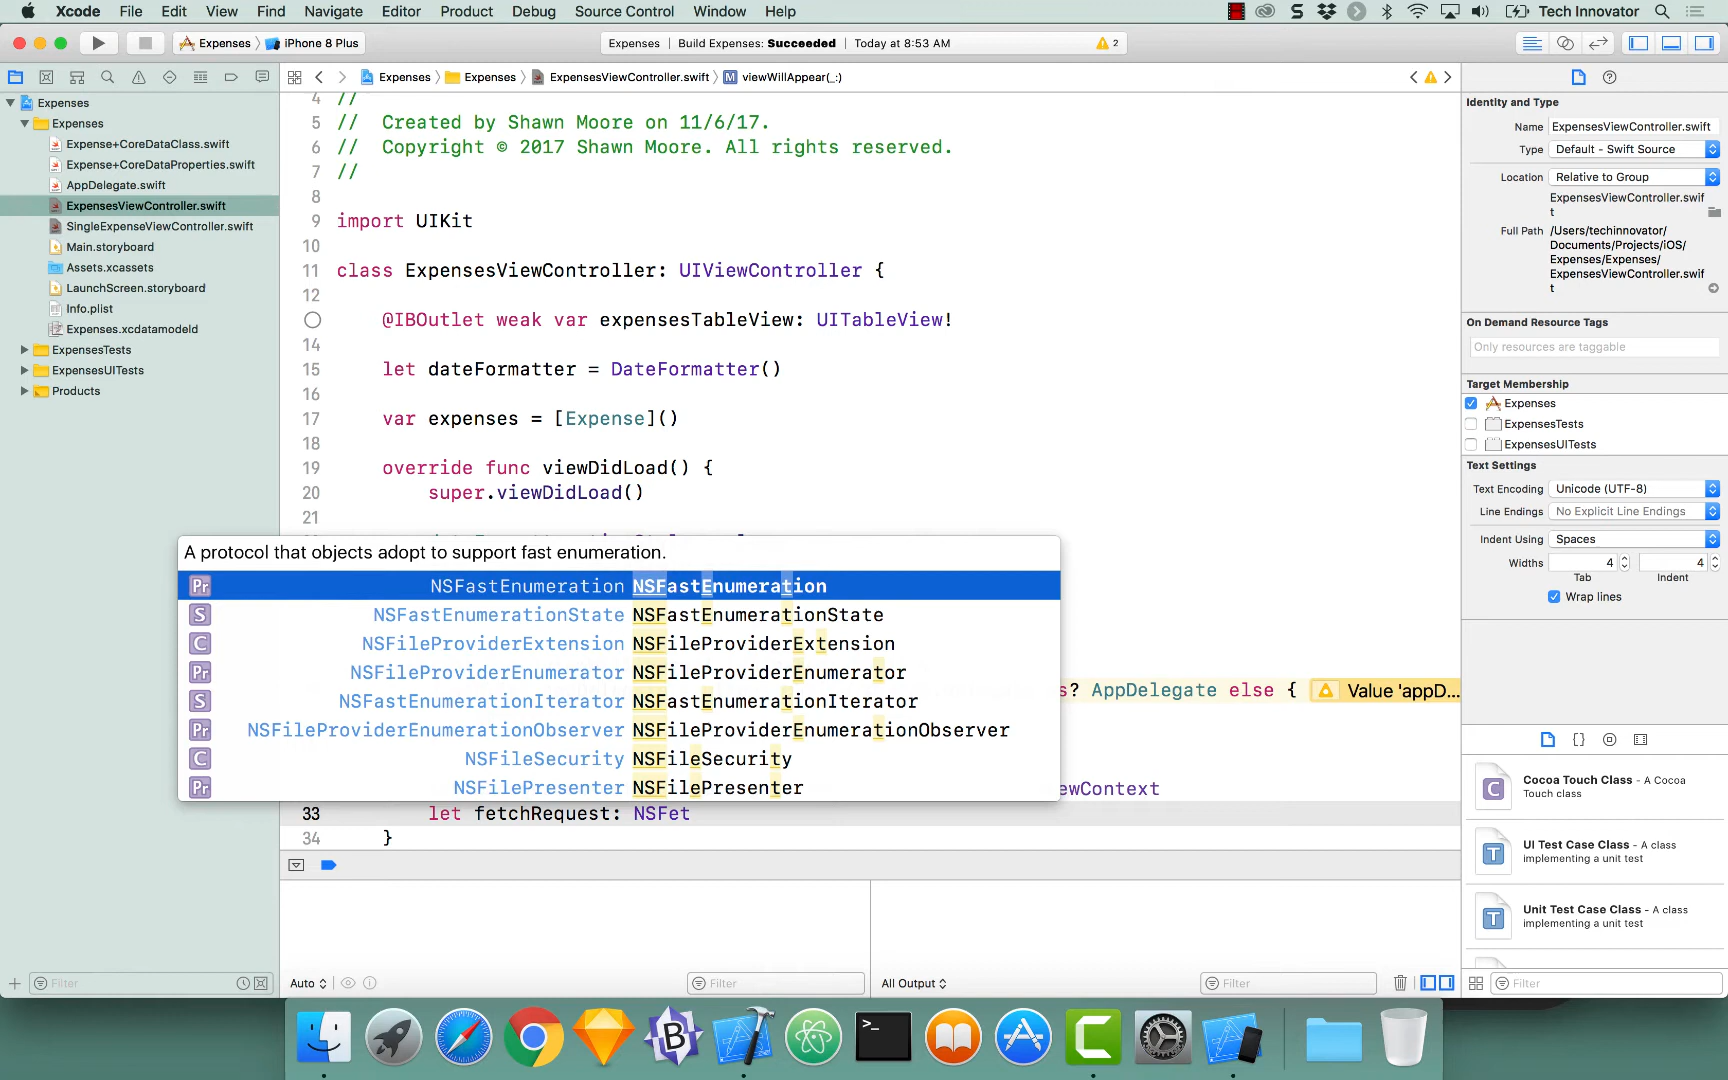 Xcode File Edit View Find Navigate Editor Product Debug Source Control Window Help Tech Innovator
Expenses iPhone 8 Plus
Expenses | Build Expenses: Succeeded | Today at 8:53 AM 2
Expenses Expenses ExpensesViewController.swift M viewWillAppear(_:)
Expenses
Expenses
Expense+CoreDataClass.swift
Expense+CoreDataProperties.swift
AppDelegate.swift
ExpensesViewController.swift
SingleExpenseViewController.swift
Main.storyboard
Assets.xcassets
LaunchScreen.storyboard
Info.plist
Expenses.xcdatamodeld
ExpensesTests
ExpensesUITests
Products
Filter
4 //
5 // Created by Shawn Moore on 11/6/17.
6 // Copyright © 2017 Shawn Moore. All rights reserved.
7 //
8
9 import UIKit
10
11 class ExpensesViewController: UIViewController {
12
@IBOutlet weak var expensesTableView: UITableView!
14
15 let dateFormatter = DateFormatter()
16
17 var expenses = [Expense]()
18
19 override func viewDidLoad() {
20 super.viewDidLoad()
21
A protocol that objects adopt to support fast enumeration.
Pr NSFastEnumeration NSFastEnumeration
S NSFastEnumerationState NSFastEnumerationState
C NSFileProviderExtension NSFileProviderExtension
Pr NSFileProviderEnumerator NSFileProviderEnumerator
S NSFastEnumerationIterator NSFastEnumerationIterator
Pr NSFileProviderEnumerationObserver NSFileProviderEnumerationObserver
C NSFileSecurity NSFileSecurity
Pr NSFilePresenter NSFilePresenter
s? AppDelegate else { Value 'appD...
ewContext
33 let fetchRequest: NSFet
34 }
Auto Filter
All Output Filter
Identity and Type
Name ExpensesViewController.swift
Type Default - Swift Source
Location Relative to Group
ExpensesViewController.swif
t
Full Path /Users/techinnovator/
Documents/Projects/iOS/
Expenses/Expenses/
ExpensesViewController.swif
t
On Demand Resource Tags
Only resources are taggable
Target Membership
Expenses
ExpensesTests
ExpensesUITests
Text Settings
Text Encoding Unicode (UTF-8)
Line Endings No Explicit Line Endings
Indent Using Spaces
Widths 4 4
Tab Indent
Wrap lines
{}
C Cocoa Touch Class - A Cocoa
Touch class
T UI Test Case Class - A class
implementing a unit test
T Unit Test Case Class - A class
implementing a unit test
Filter